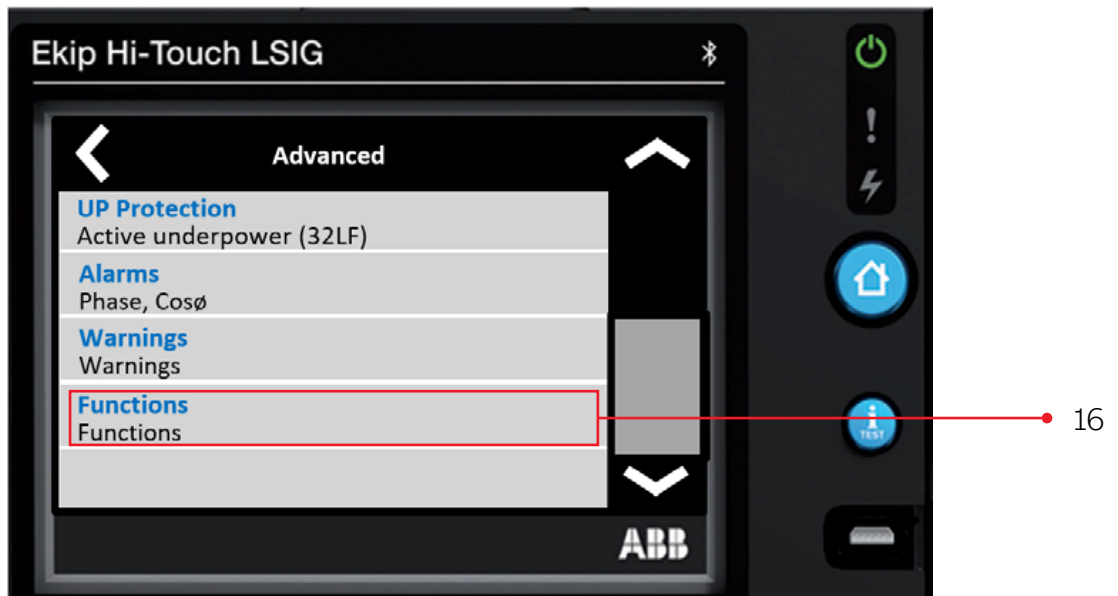 Ekip Hi-Touch LSIG
Advanced
UP Protection
Active underpower (32LF)
Alarms
Phase, Cosø
Warnings
Warnings
Functions
Functions
16
i
TEST
ABB